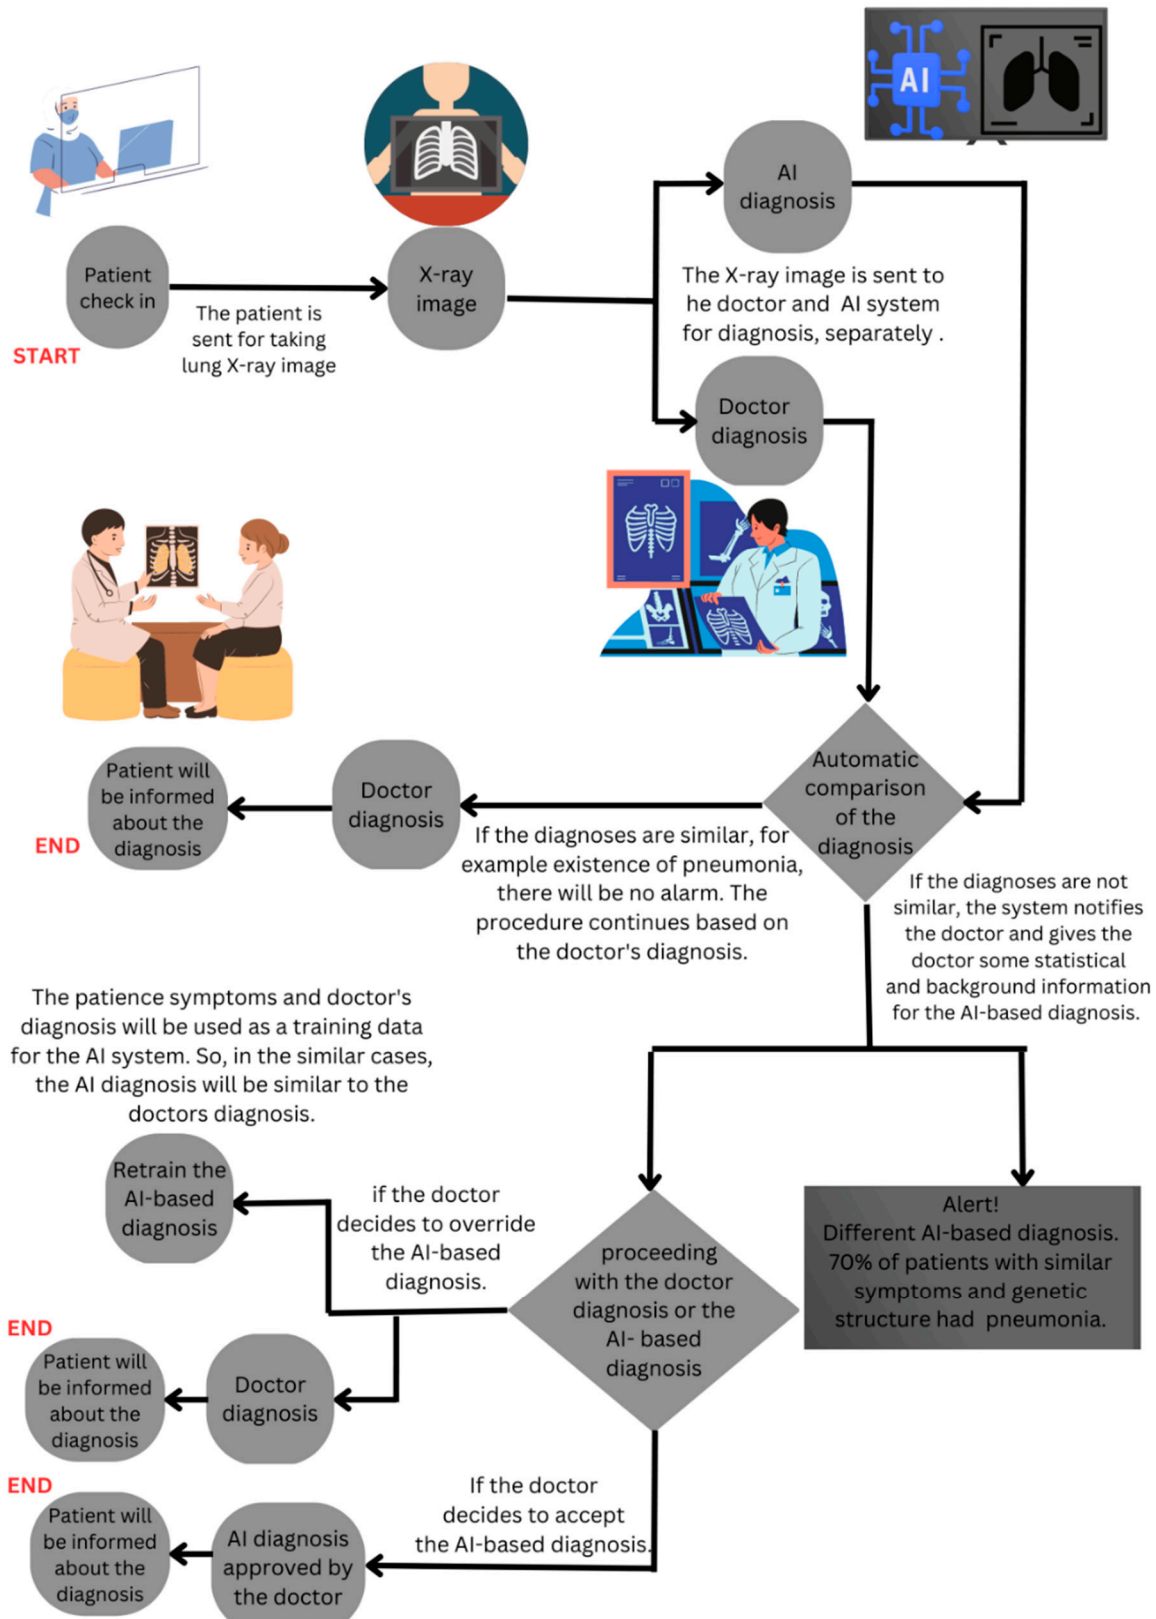 AI
AI
diagnosis
Patient
check in
START
The patient is
sent for taking
lung X-ray image
X-ray
image
The X-ray image is sent to
he doctor and AI system
for diagnosis, separately .
Doctor
diagnosis
Automatic
comparison
of the
diagnosis
If the diagnoses are similar, for
example existence of pneumonia,
there will be no alarm. The
procedure continues based on
the doctor's diagnosis.
Doctor
diagnosis
Patient will
be informed
about the
diagnosis
END
If the diagnoses are not
similar, the system notifies
the doctor and gives the
doctor some statistical
and background information
for the AI-based diagnosis.
The patience symptoms and doctor's
diagnosis will be used as a training data
for the AI system. So, in the similar cases,
the AI diagnosis will be similar to the
doctors diagnosis.
Retrain the
AI-based
diagnosis
if the doctor
decides to override
the AI-based
diagnosis.
proceeding
with the doctor
diagnosis or the
AI- based
diagnosis
Alert!
Different AI-based diagnosis.
70% of patients with similar
symptoms and genetic
structure had pneumonia.
END
Patient will
be informed
about the
diagnosis
Doctor
diagnosis
END
Patient will
be informed
about the
diagnosis
AI diagnosis
approved by
the doctor
If the doctor
decides to accept
the AI-based diagnosis.